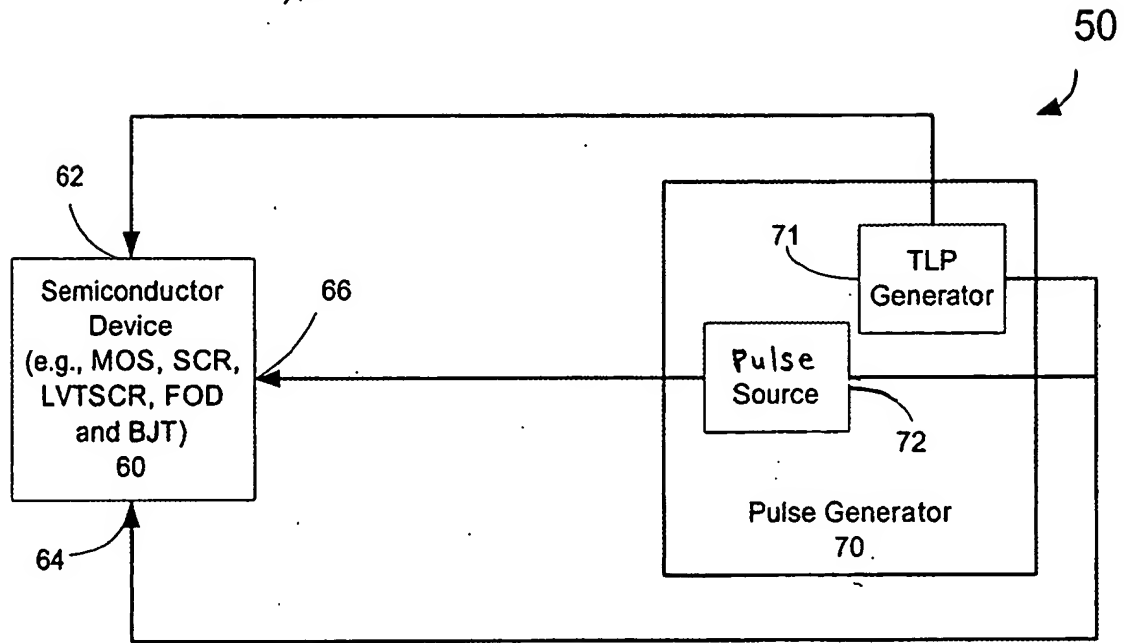 50
62
71
TLP
Generator
Semiconductor
Device
(e.g., MOS, SCR,
LVTSCR, FOD
and BJT)
60
66
Pulse
Source
72
Pulse Generator
70
64